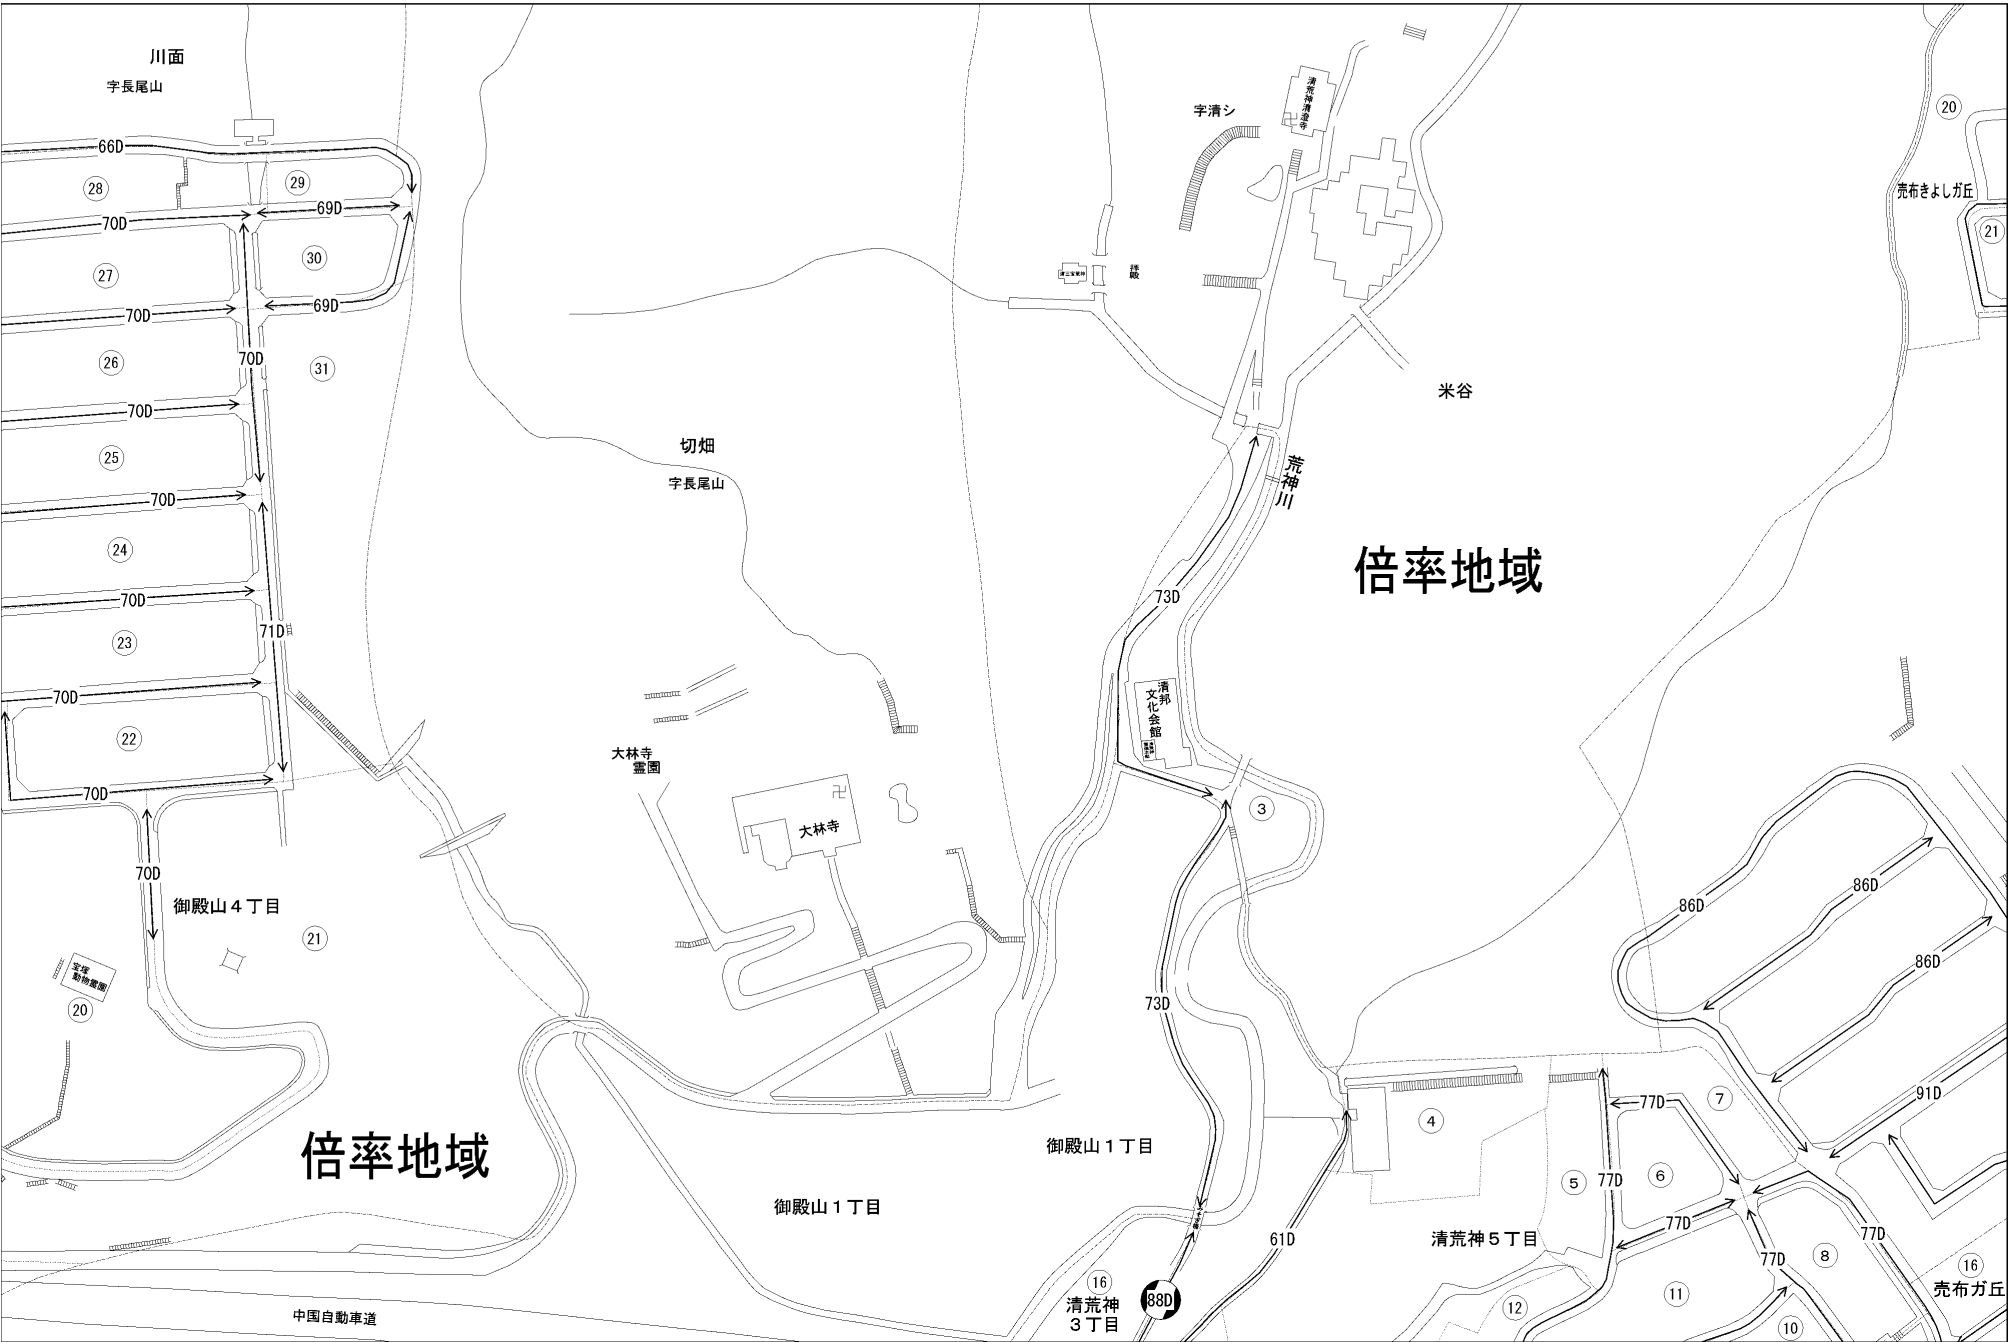 川面
字長尾山
66D
28
29
70D
69D
27
30
70D
69D
26
70D
31
70D
25
70D
24
70D
23
71D
70D
22
70D
70D
御殿山4丁目
21
宝塚
動物霊園
20
倍率地域
中国自動車道
切畑
字長尾山
大林寺
霊園
大林寺
卍
御殿山1丁目
御殿山1丁目
字清シ
清荒神清澄寺
卍
拝殿
荒神川
米谷
倍率地域
73D
清邦
文化会館
3
73D
61D
88D
16
清荒神
3丁目
4
清荒神5丁目
5
77D
77D
6
7
77D
77D
77D
8
11
12
10
16
売布ガ丘
20
売布きよしガ丘
21
86D
86D
86D
91D